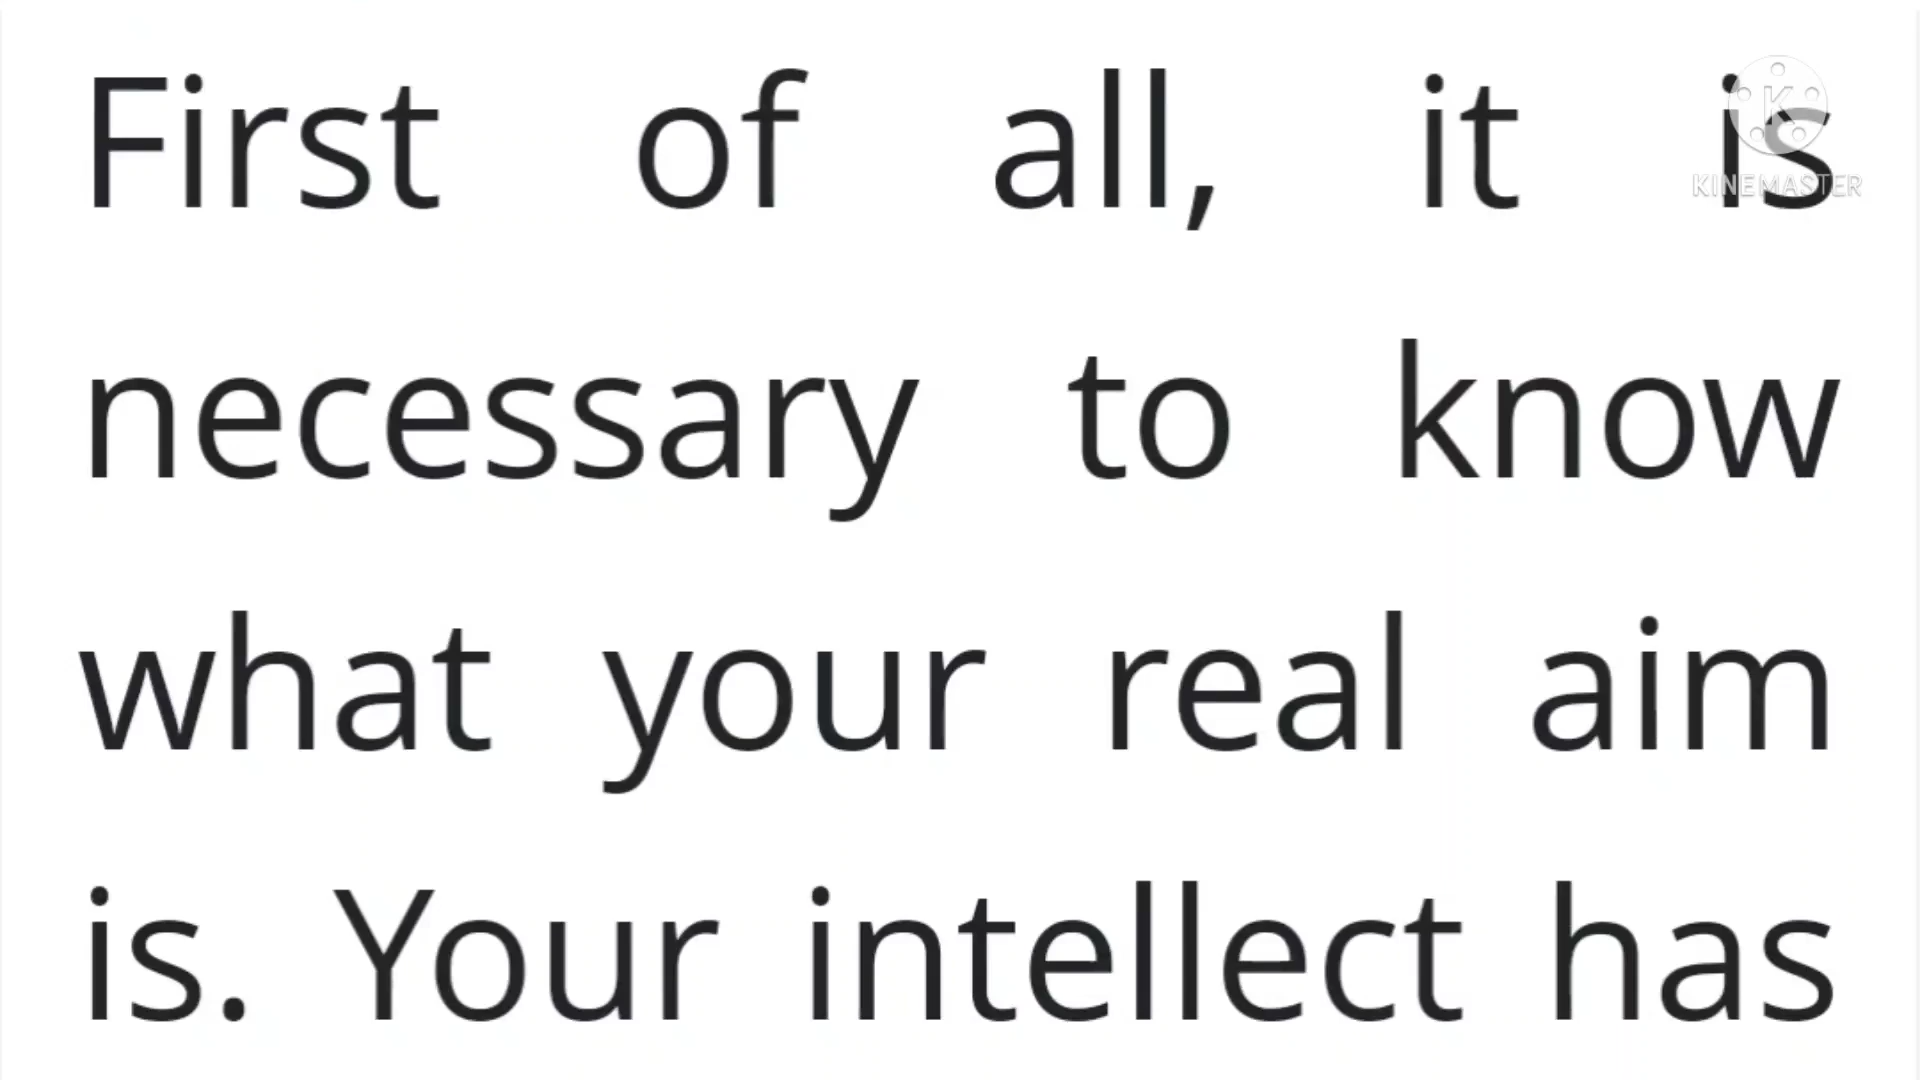 First of all, it is
KINEMASTER
necessary to know
what your real aim
is. Your intellect has